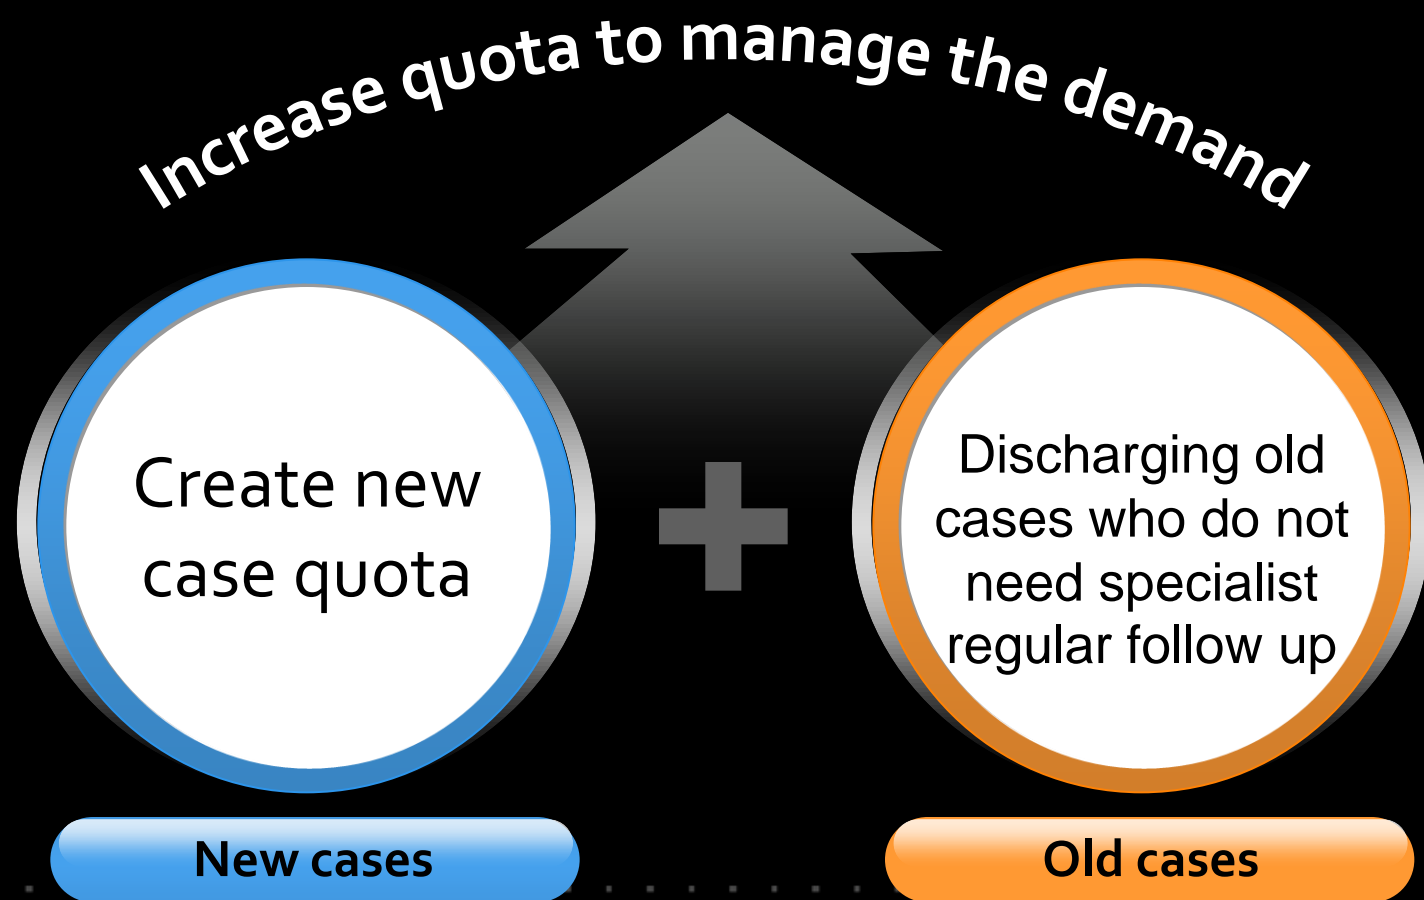 Increase quota to manage the demand
Create new
case quota
Discharging old
cases who do not
need specialist
regular follow up
New cases
Old cases